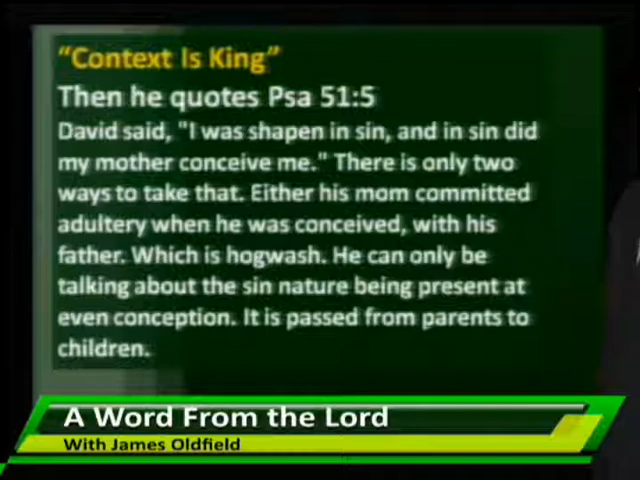 “Context Is King”
Then he quotes Psa 51:5
David said, "I was shapen in sin, and in sin did
my mother conceive me." There is only two
ways to take that. Either his mom committed
adultery when he was conceived, with his
father. Which is hogwash. He can only be
talking about the sin nature being present at
even conception. It is passed from parents to
children.
A Word From the Lord
With James Oldfield